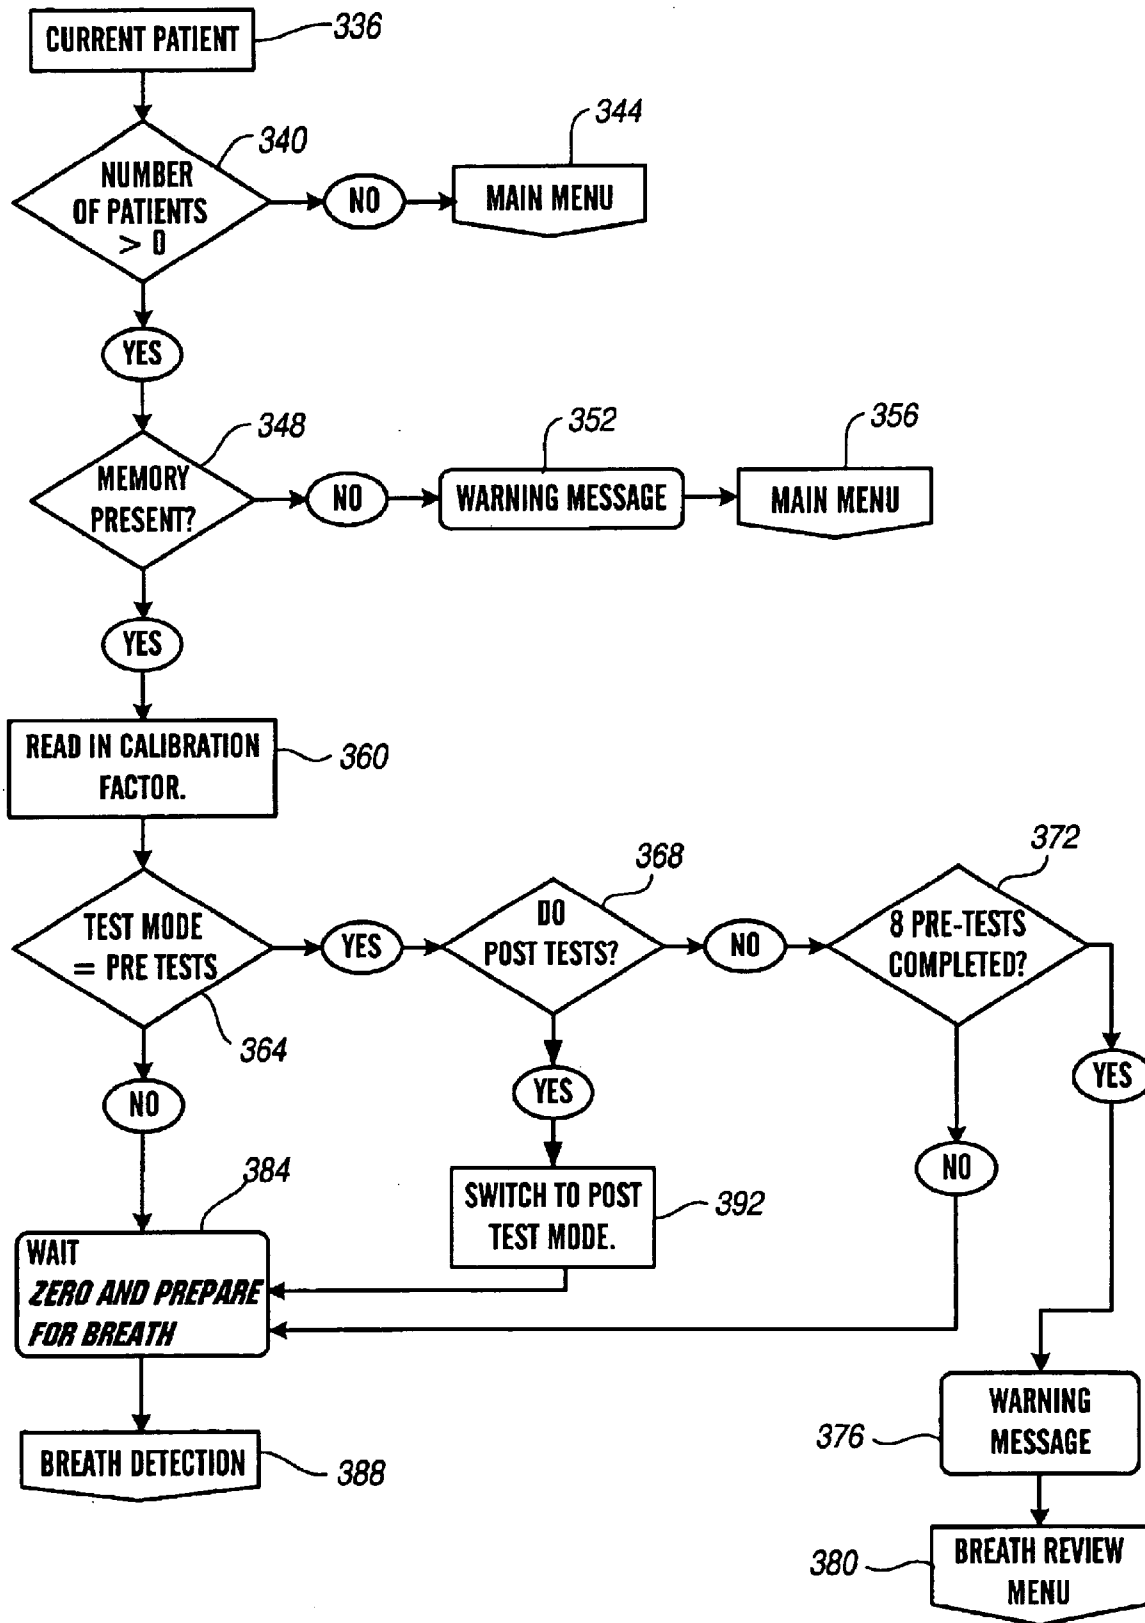 CURRENT PATIENT
336
340
NUMBER
OF PATIENTS
> 0
NO
344
MAIN MENU
YES
348
MEMORY
PRESENT?
NO
352
WARNING MESSAGE
356
MAIN MENU
YES
READ IN CALIBRATION
FACTOR.
360
TEST MODE
= PRE TESTS
364
YES
368
DO
POST TESTS?
NO
372
8 PRE-TESTS
COMPLETED?
YES
NO
YES
NO
384
SWITCH TO POST
TEST MODE.
392
WAIT
ZERO AND PREPARE
FOR BREATH
BREATH DETECTION
388
WARNING
MESSAGE
376
BREATH REVIEW
MENU
380